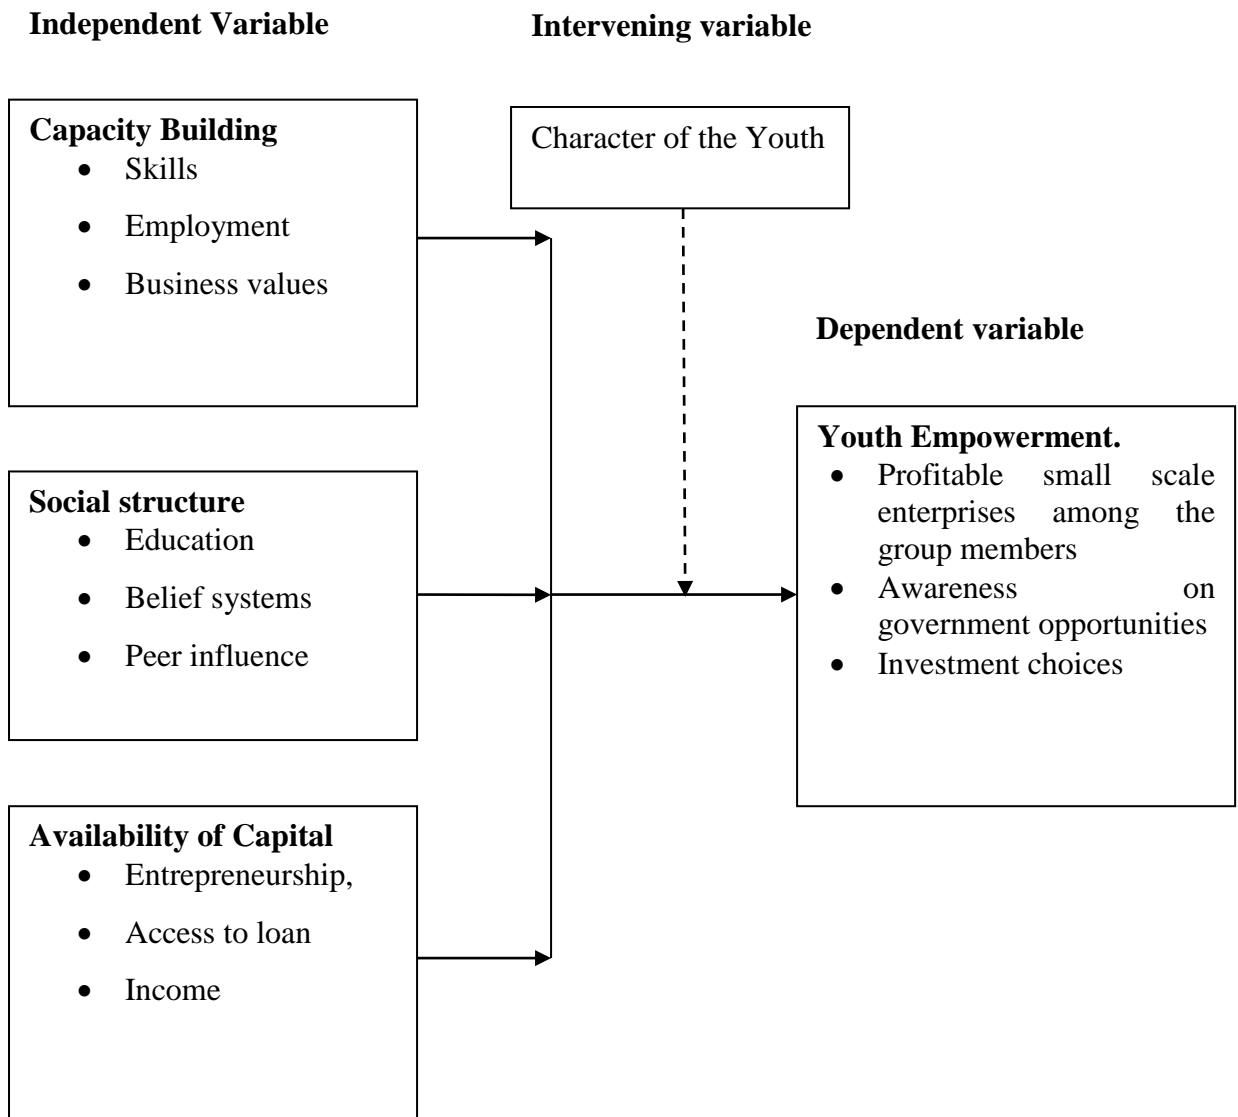 Independent Variable
Intervening variable
Capacity Building
• Skills
• Employment
• Business values
Character of the Youth
Dependent variable
Social structure
• Education
• Belief systems
• Peer influence
Youth Empowerment.
• Profitable small scale
enterprises among the
group members
• Awareness on
government opportunities
• Investment choices
Availability of Capital
• Entrepreneurship,
• Access to loan
• Income